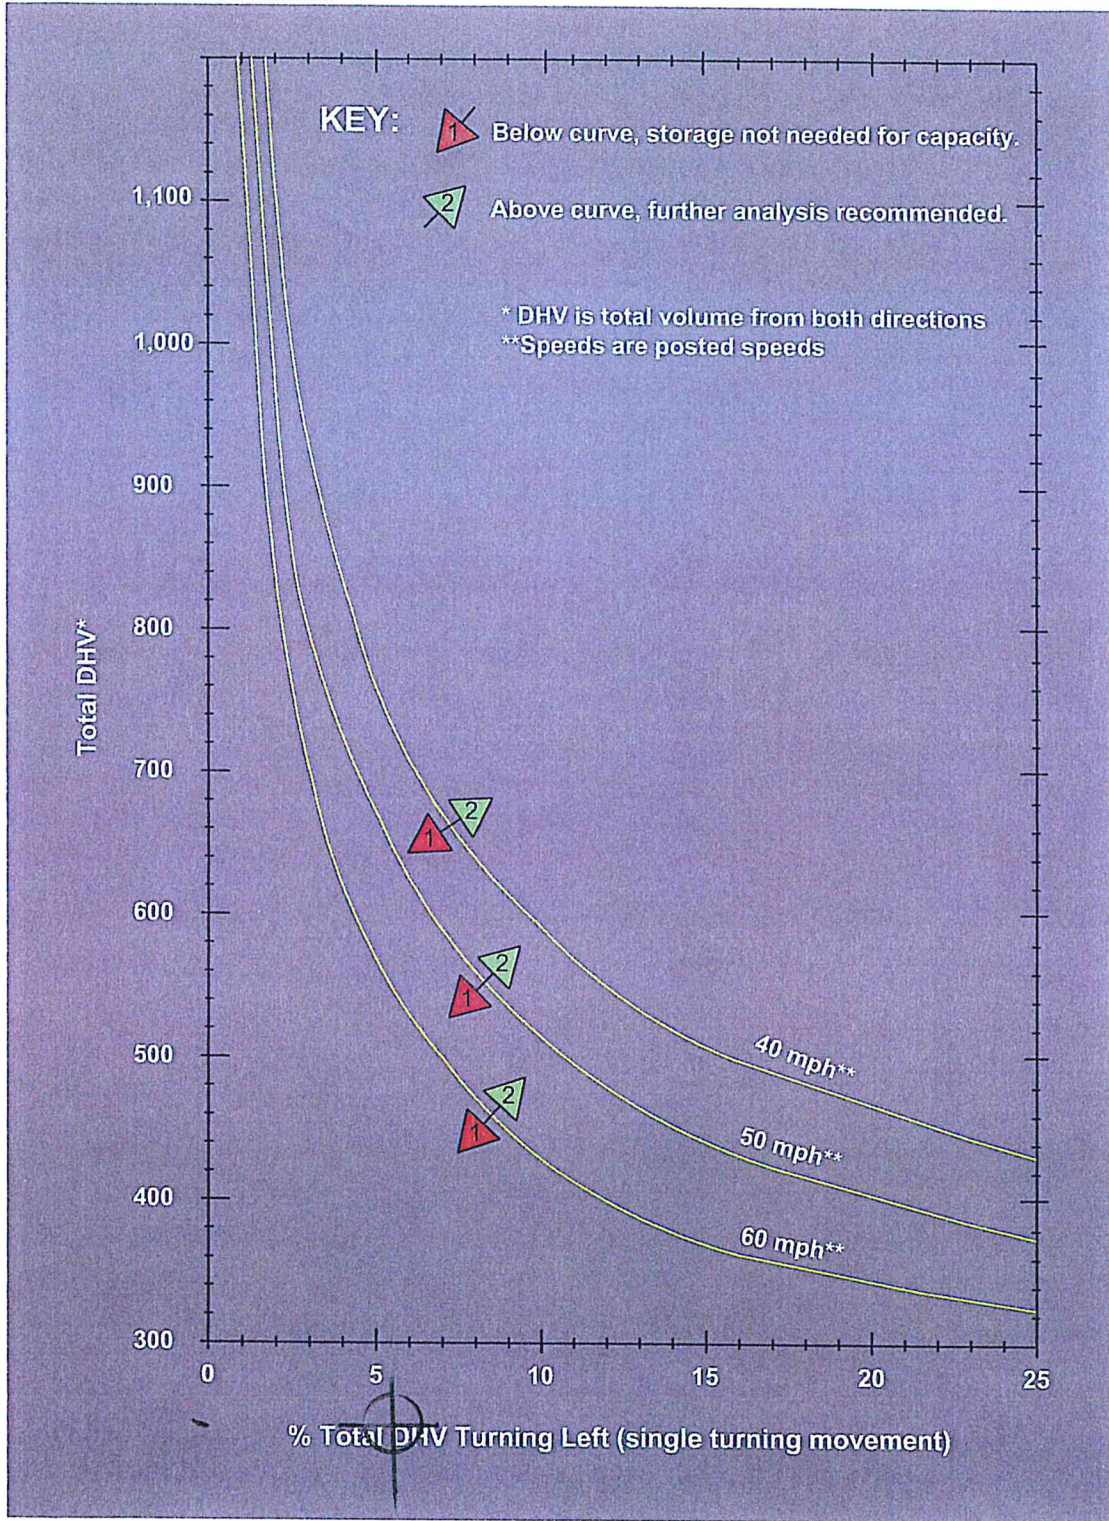 KEY:
1 Below curve, storage not needed for capacity.
2 Above curve, further analysis recommended.
* DHV is total volume from both directions
**Speeds are posted speeds
1,100
1,000
900
800
700
600
500
400
300
Total DHV*
2
1
2
1
2
1
40 mph**
50 mph**
60 mph**
0 5 10 15 20 25
% Total DHV Turning Left (single turning movement)